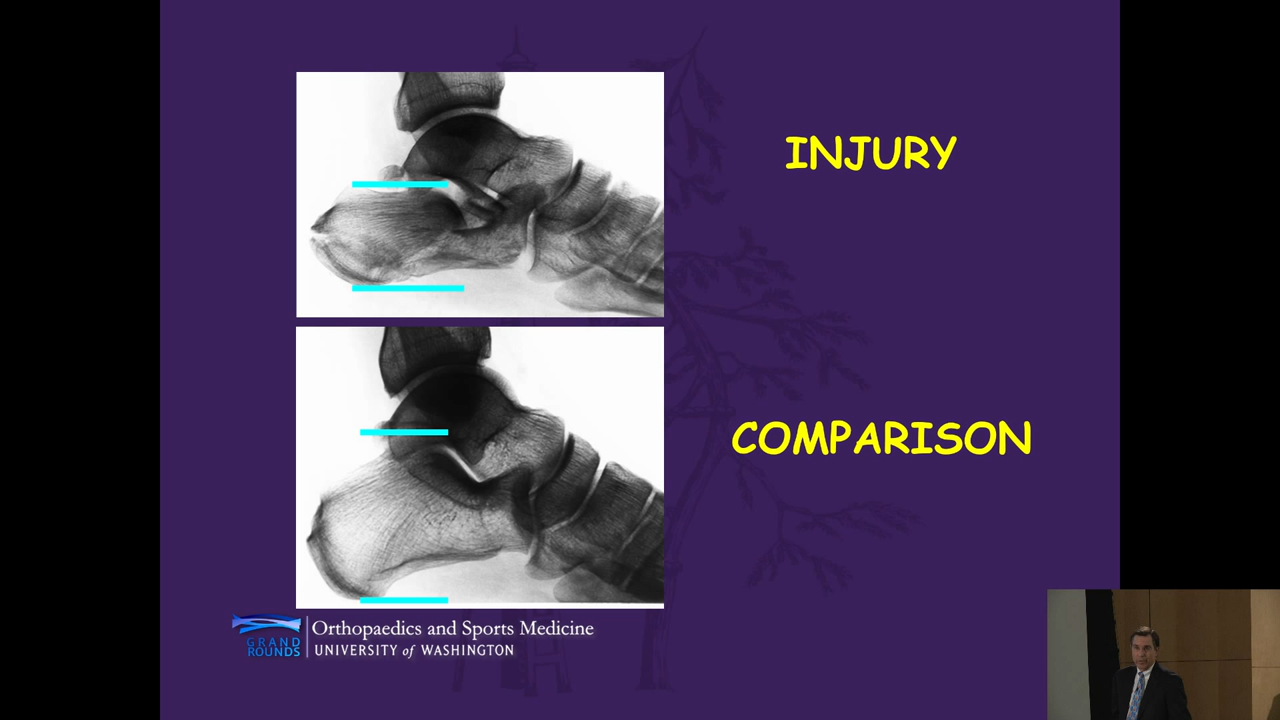 INJURY
COMPARISON
GRAND
ROUNDS
Orthopaedics and Sports Medicine
UNIVERSITY of WASHINGTON